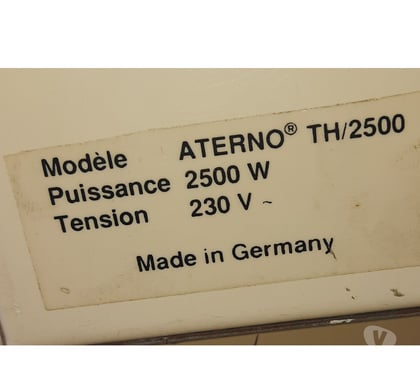 Modèle ATERNO® TH/2500
Puissance 2500 W
Tension 230 V ~
Made in Germany
V